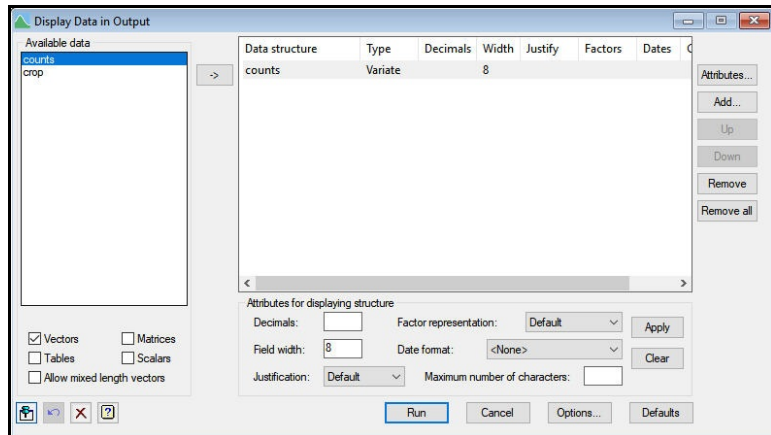 Display Data in Output
Available data
counts
crop
->
Data structure Type Decimals Width Justify Factors Dates
counts Variate 8
Attributes...
Add...
Up
Down
Remove
Remove all
Vectors Matrices
Tables Scalars
Allow mixed length vectors
Attributes for displaying structure
Decimals: Factor representation: Default Apply
Field width: 8 Date format: <None> Clear
Justification: Default Maximum number of characters:
Run Cancel Options... Defaults